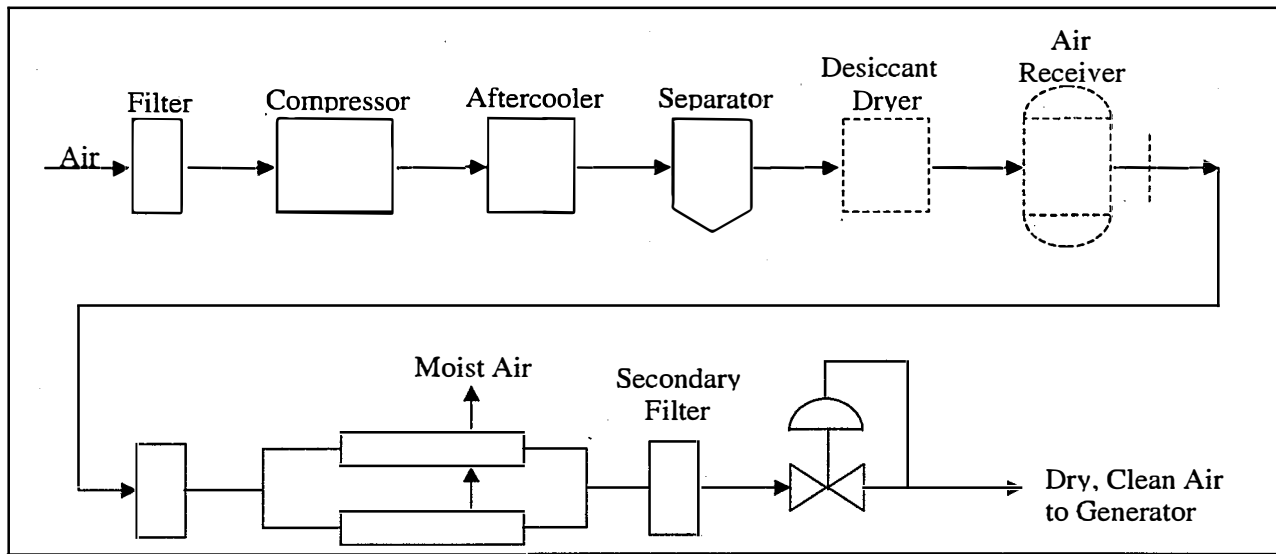 Air
Filter
Compressor
Aftercooler
Separator
Desiccant
Dryer
Air
Receiver
Moist Air
Secondary
Filter
Dry, Clean Air
to Generator